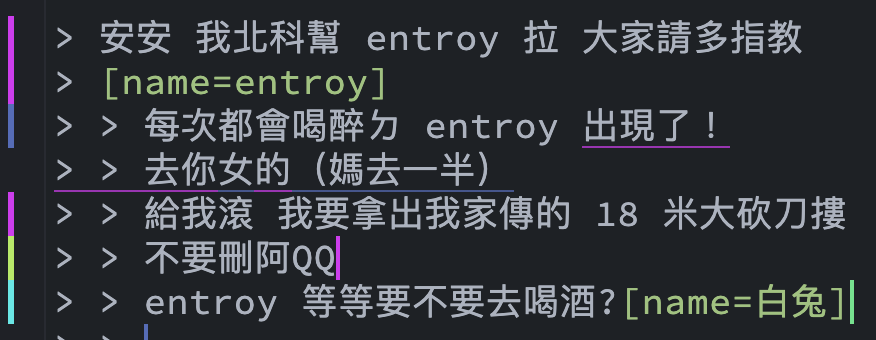 > 安安 我北科幫 entroy 拉 大家請多指教
> [name=entroy]
> > 每次都會喝醉ㄉ entroy 出現了！
> > 去你女的（媽去一半）
> > 給我滾 我要拿出我家傳的 18 米大砍刀摟
> > 不要刪阿QQ
> > entroy 等等要不要去喝酒?[name=白兔]
> >